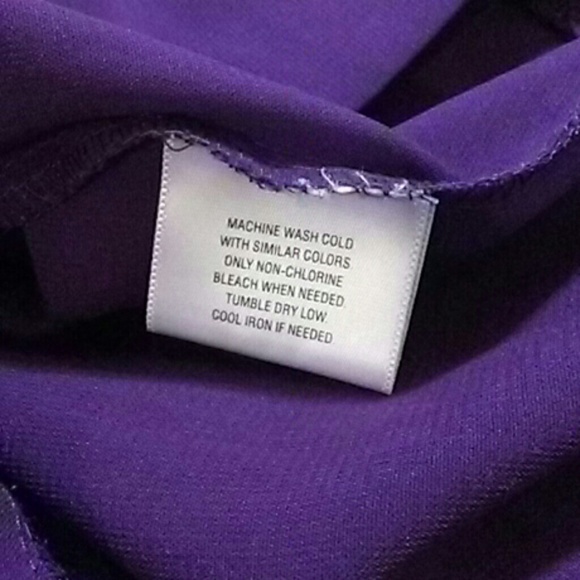 MACHINE WASH COLD
WITH SIMILAR COLORS.
ONLY NON-CHLORINE
BLEACH WHEN NEEDED.
TUMBLE DRY LOW.
COOL IRON IF NEEDED